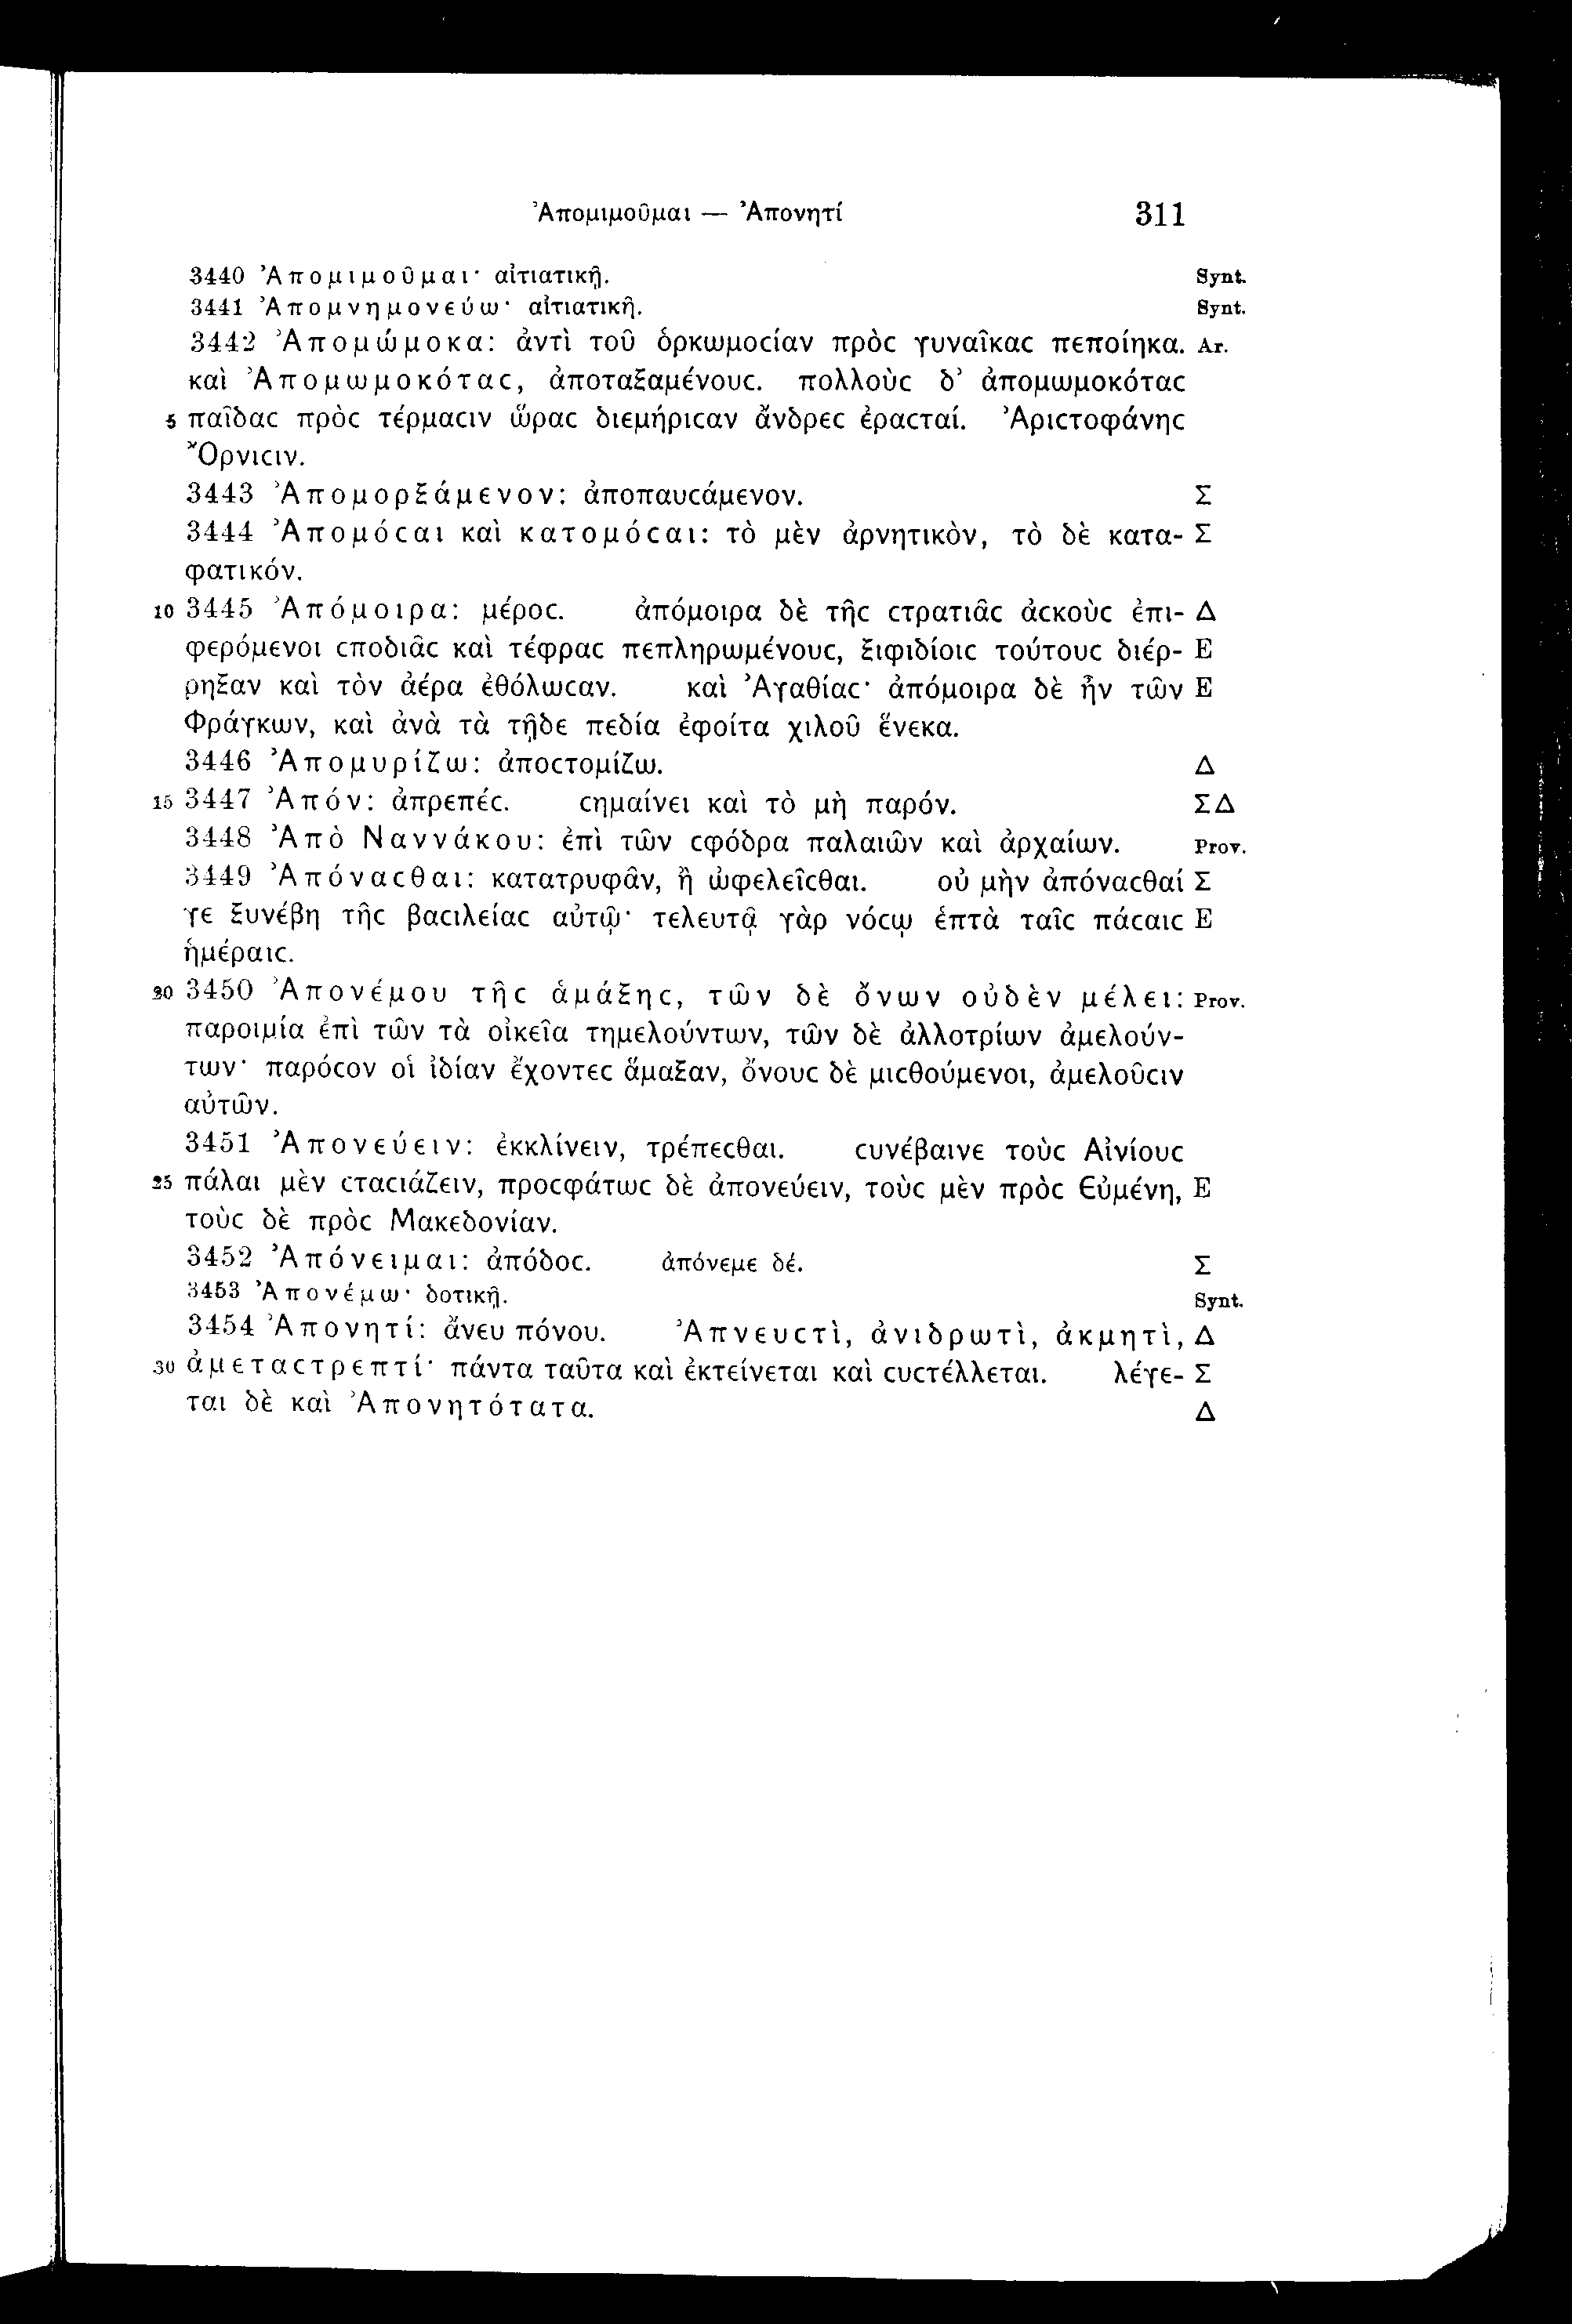 Ἀπομιμοῦμαι — Ἀπονητί 311
3440 Ἀπομιμοῦμαι· αἰτιατικῇ. Synt.
3441 Ἀπομνημονεύω· αἰτιατικῇ. Synt.
3442 Ἀπομώμοκα: ἀντὶ τοῦ ὁρκωμοϲίαν πρὸϲ γυναῖκαϲ πεποίηκα. Ar.
καὶ Ἀπομωμοκόταϲ, ἀποταξαμένουϲ. πολλοὺϲ δ’ ἀπομωμοκόταϲ
5 παῖδαϲ πρὸϲ τέρμαϲιν ὥραϲ διεμήριϲαν ἄνδρεϲ ἐραϲταί. Ἀριϲτοφάνηϲ
Ὄρνιϲιν.
3443 Ἀπομορξάμενον: ἀποπαυϲάμενον. Σ
3444 Ἀπομόϲαι καὶ κατομόϲαι: τὸ μὲν ἀρνητικὸν, τὸ δὲ κατα- Σ
φατικόν.
10 3445 Ἀπόμοιρα: μέροϲ. ἀπόμοιρα δὲ τῆϲ ϲτρατιᾶϲ ἀϲκοὺϲ ἐπι- Δ
φερόμενοι ϲποδιᾶϲ καὶ τέφραϲ πεπληρωμένουϲ, ξιφιδίοιϲ τούτουϲ διέρ- E
ρηξαν καὶ τὸν ἀέρα ἐθόλωϲαν. καὶ Ἀγαθίαϲ· ἀπόμοιρα δὲ ἦν τῶν E
Φράγκων, καὶ ἀνὰ τὰ τῇδε πεδία ἐφοίτα χιλοῦ ἕνεκα.
3446 Ἀπομυρίζω: ἀποϲτομίζω. Δ
15 3447 Ἀπόν: ἀπρεπέϲ. ϲημαίνει καὶ τὸ μὴ παρόν. ΣΔ
3448 Ἀπὸ Ναννάκου: ἐπὶ τῶν ϲφόδρα παλαιῶν καὶ ἀρχαίων. Prov.
3449 Ἀπόναϲθαι: κατατρυφᾶν, ἢ ὠφελεῖϲθαι. οὐ μὴν ἀπόναϲθαί Σ
γε ξυνέβη τῆϲ βαϲιλείαϲ αὐτῷ· τελευτᾷ γὰρ νόϲῳ ἑπτὰ ταῖϲ πάϲαιϲ E
ἡμέραιϲ.
20 3450 Ἀπονέμου τῆϲ ἁμάξηϲ, τῶν δὲ ὄνων οὐδὲν μέλει: Prov.
παροιμία ἐπὶ τῶν τὰ οἰκεῖα τημελούντων, τῶν δὲ ἀλλοτρίων ἀμελούν-
των· παρόϲον οἱ ἰδίαν ἔχοντεϲ ἅμαξαν, ὄνουϲ δὲ μιϲθούμενοι, ἀμελοῦϲιν
αὐτῶν.
3451 Ἀπονεύειν: ἐκκλίνειν, τρέπεϲθαι. ϲυνέβαινε τοὺϲ Αἰνίουϲ
25 πάλαι μὲν ϲταϲιάζειν, προϲφάτωϲ δὲ ἀπονεύειν, τοὺϲ μὲν πρὸϲ Εὐμένη, E
τοὺϲ δὲ πρὸϲ Μακεδονίαν.
3452 Ἀπόνειμαι: ἀπόδοϲ. ἀπόνεμε δέ. Σ
3453 Ἀπονέμω· δοτικῇ. Synt.
3454 Ἀπονητί: ἄνευ πόνου. Ἀπνευϲτὶ, ἀνιδρωτὶ, ἀκμητὶ, Δ
30 ἀμεταϲτρεπτί· πάντα ταῦτα καὶ ἐκτείνεται καὶ ϲυϲτέλλεται. λέγε- Σ
ται δὲ καὶ Ἀπονητότατα. Δ